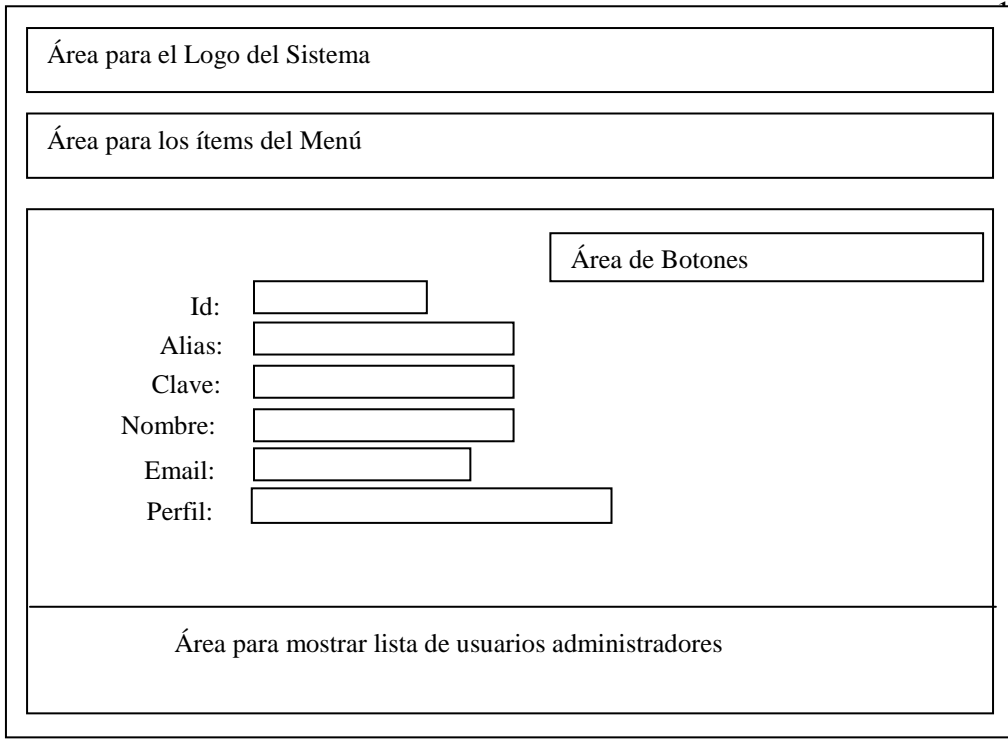 Área para el Logo del Sistema
Área para los ítems del Menú
Área de Botones
Id:
Alias:
Clave:
Nombre:
Email:
Perfil:
Área para mostrar lista de usuarios administradores